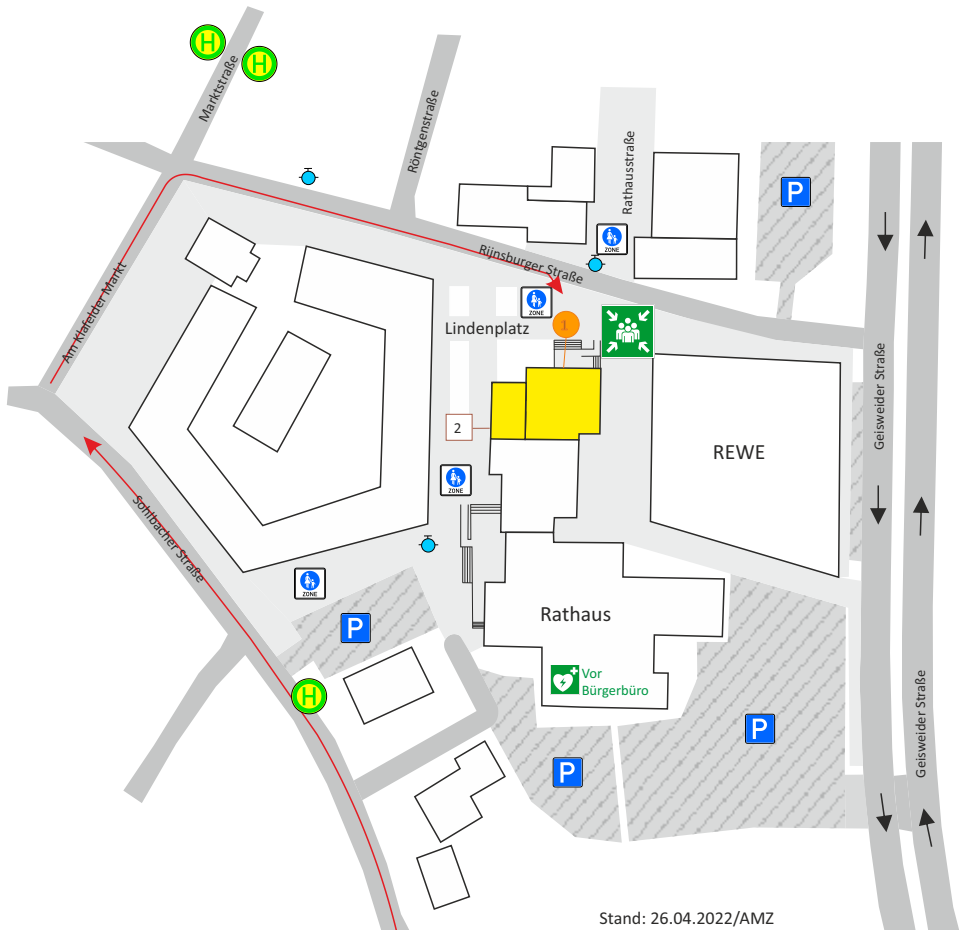 H
H
Marktstraße
Röntgenstraße
Rathausstraße
P
ZONE
Rijnsburger Straße
Am Klafelder Markt
ZONE
Lindenplatz
1
Geisweider Straße
2
REWE
ZONE
Sohlbacher Straße
ZONE
P
Rathaus
Vor
Bürgerbüro
H
Geisweider Straße
P
P
Stand: 26.04.2022/AMZ